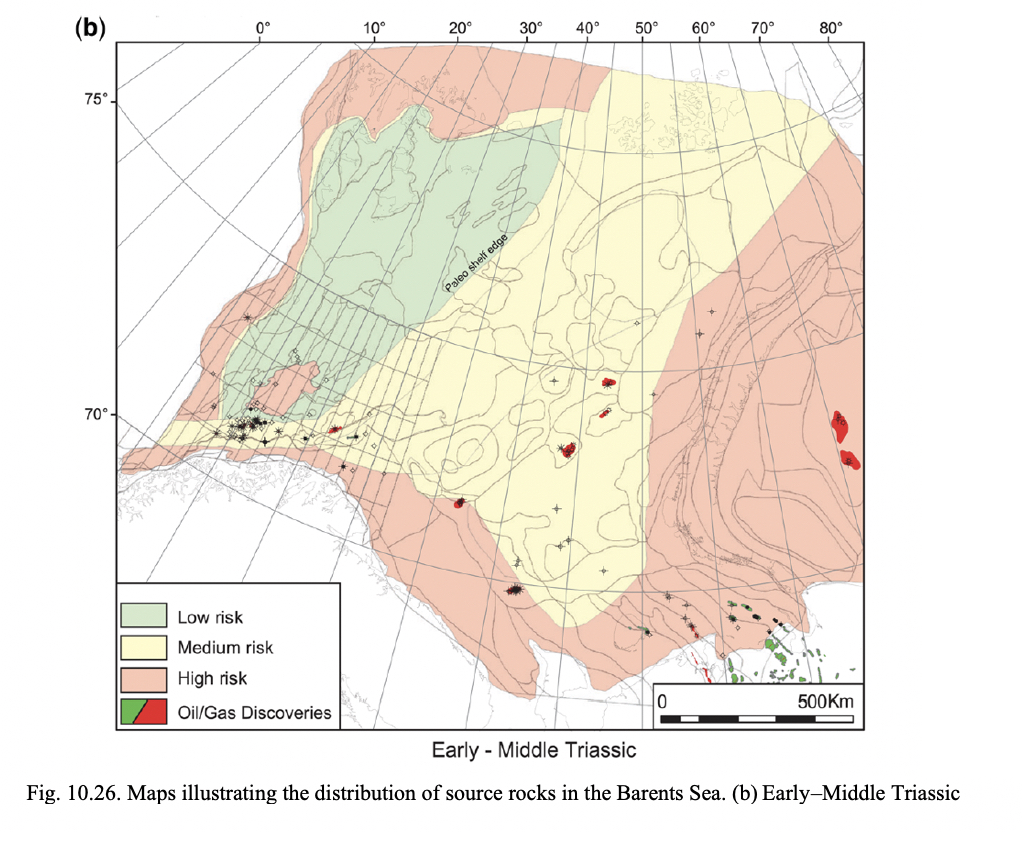 (b)
0° 10° 20° 30° 40° 50° 60° 70° 80°
75°
Paleo shelf edge
70°
Low risk
Medium risk
High risk
Oil/Gas Discoveries
0 500Km
Early - Middle Triassic
Fig. 10.26. Maps illustrating the distribution of source rocks in the Barents Sea. (b) Early–Middle Triassic